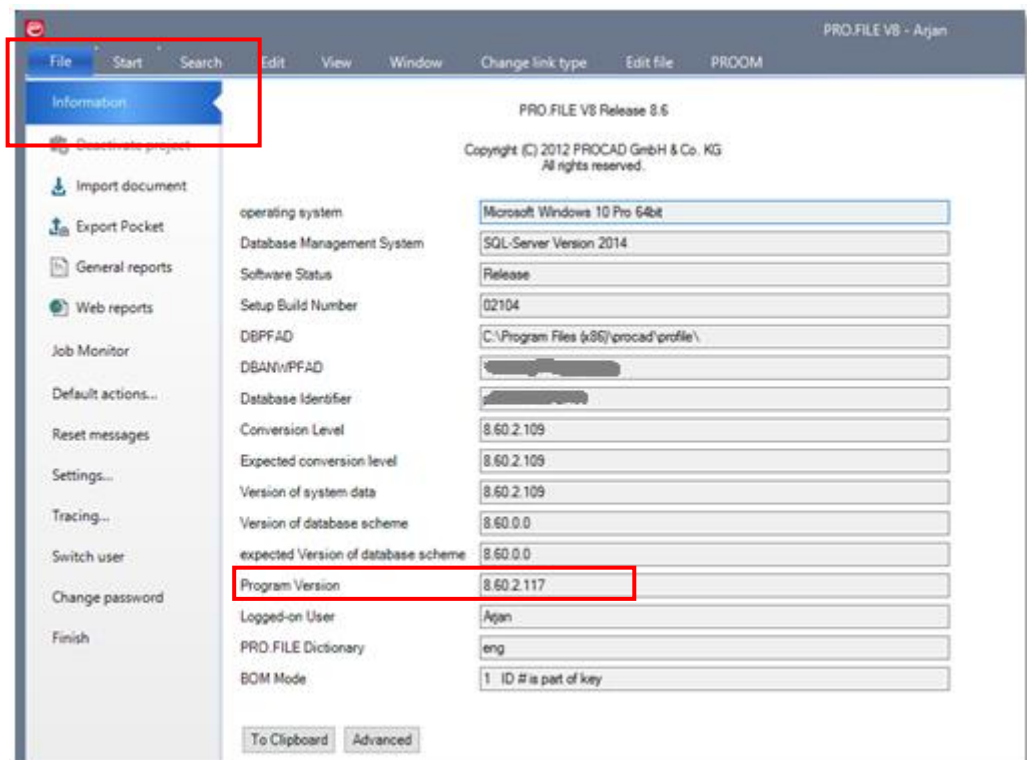 PRO.FILE V8 - Arjan
File Start Search Edit View Window Change link type Edit file PROOM
Information
Deactivate project
Import document
Export Pocket
General reports
Web reports
Job Monitor
Default actions...
Reset messages
Settings...
Tracing...
Switch user
Change password
Finish
PRO.FILE V8 Release 8.6
Copyright (C) 2012 PROCAD GmbH & Co. KG
All rights reserved.
operating system Microsoft Windows 10 Pro 64bit
Database Management System SQL-Server Version 2014
Software Status Release
Setup Build Number 02104
DBPFAD C:\Program Files (x86)\procad\profile\
DBANWPFAD
Database Identifier
Conversion Level 8.60.2.109
Expected conversion level 8.60.2.109
Version of system data 8.60.2.109
Version of database scheme 8.60.0.0
expected Version of database scheme 8.60.0.0
Program Version 8.60.2.117
Logged-on User Arjan
PRO.FILE Dictionary eng
BOM Mode 1 ID # is part of key
To Clipboard Advanced